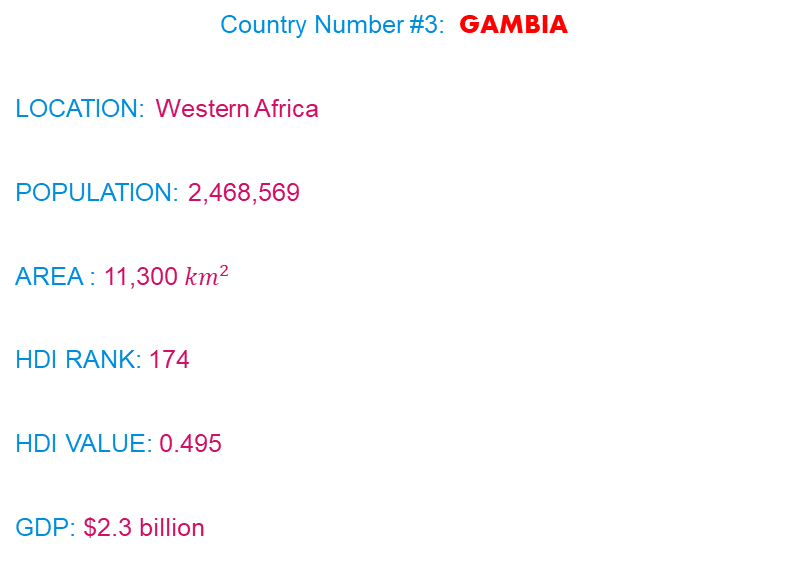 Country Number #3: GAMBIA
LOCATION: Western Africa
POPULATION: 2,468,569
AREA : 11,300 km²
HDI RANK: 174
HDI VALUE: 0.495
GDP: $2.3 billion